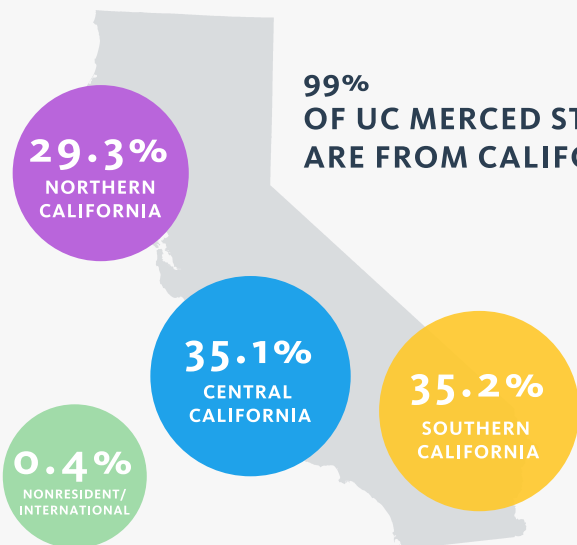 99%
OF UC MERCED ST
ARE FROM CALIFO
29.3%
NORTHERN
CALIFORNIA
35.1%
CENTRAL
CALIFORNIA
35.2%
SOUTHERN
CALIFORNIA
0.4%
NONRESIDENT/
INTERNATIONAL